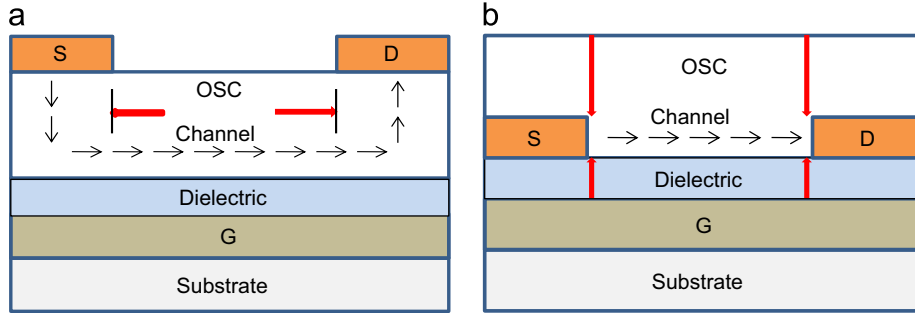 a
S
D
OSC
Channel
Dielectric
G
Substrate
b
OSC
Channel
S
D
Dielectric
G
Substrate